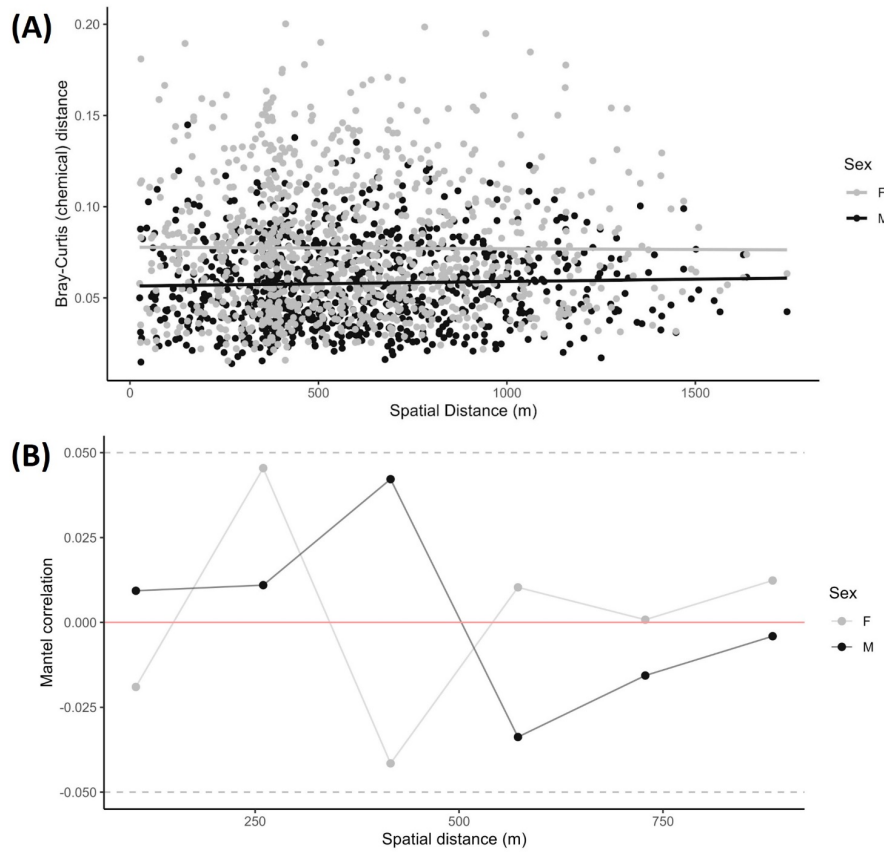 (A)
0.20
0.15
0.10
0.05
Bray-Curtis (chemical) distance
0
500
1000
1500
Spatial Distance (m)
Sex
F
M
(B)
0.050
0.025
0.000
-0.025
-0.050
Mantel correlation
250
500
750
Spatial distance (m)
Sex
F
M